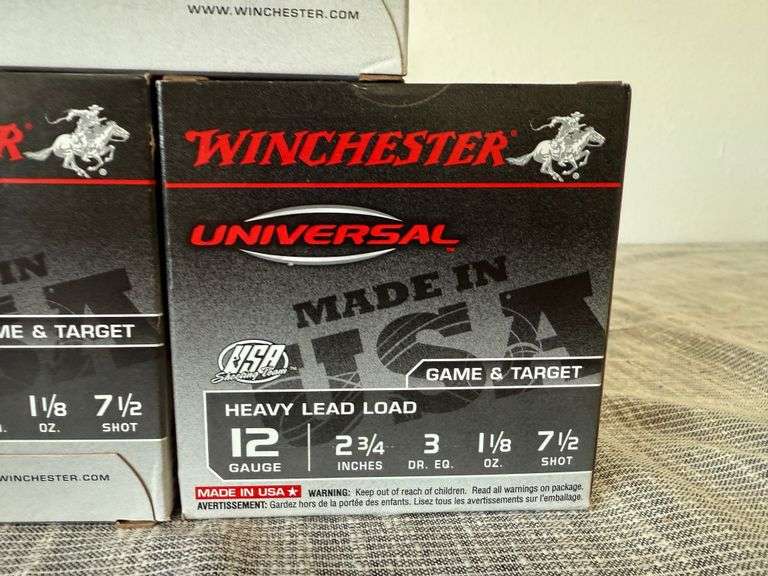 WWW.WINCHESTER.COM
R
ME & TARGET
1 1/8 7 1/2
OZ. SHOT
WINCHESTER.COM
WINCHESTER®
UNIVERSAL™
MADE IN
USA
USA
Shooting Team™
GAME & TARGET
HEAVY LEAD LOAD
12 2 3/4 3 1 1/8 7 1/2
GAUGE INCHES DR. EQ. OZ. SHOT
MADE IN USA ★ WARNING: Keep out of reach of children. Read all warnings on package.
AVERTISSEMENT: Gardez hors de la portée des enfants. Lisez tous les avertissements sur l'emballage.